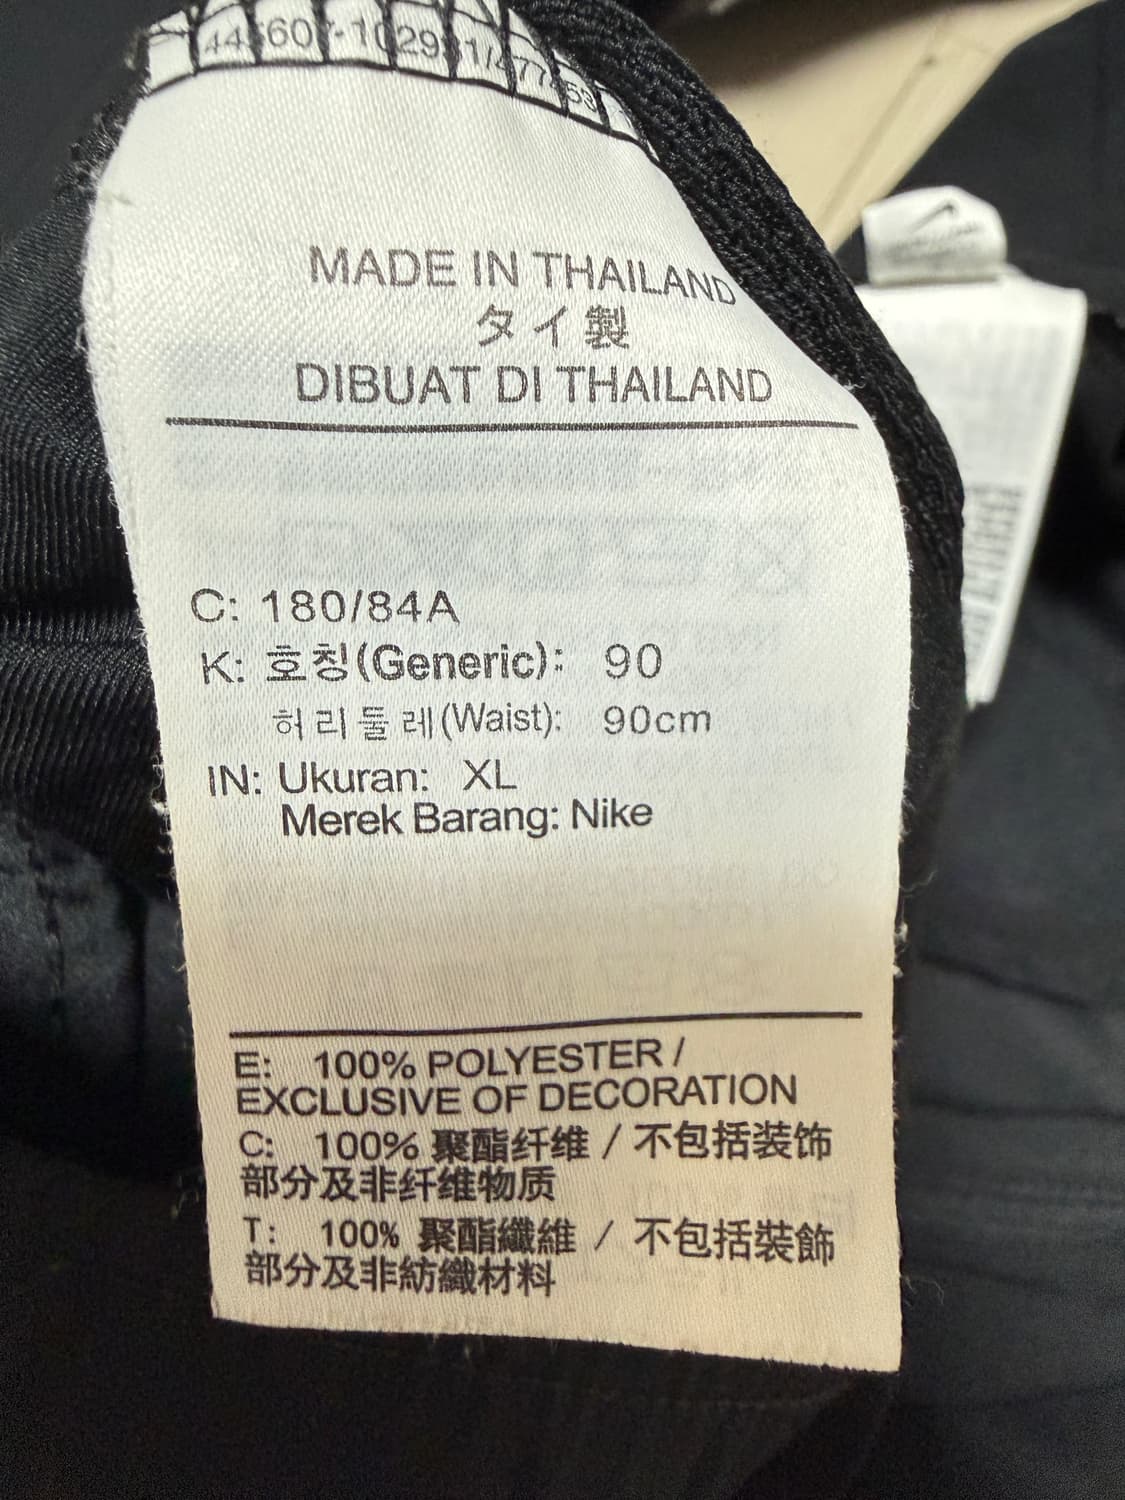 MADE IN THAILAND
タイ製
DIBUAT DI THAILAND
C: 180/84A
K: 호칭(Generic): 90
허리둘레(Waist): 90cm
IN: Ukuran: XL
Merek Barang: Nike
E: 100% POLYESTER /
EXCLUSIVE OF DECORATION
C: 100% 聚酯纤维 / 不包括装饰
部分及非纤维物质
T: 100% 聚酯纖維 / 不包括裝飾
部分及非紡織材料